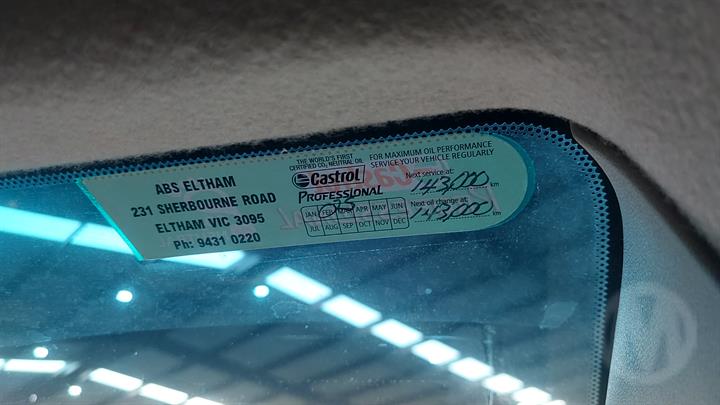 ABS ELTHAM
231 SHERBOURNE ROAD
ELTHAM VIC 3095
Ph: 9431 0220
THE WORLD'S FIRST
CERTIFIED CO₂ NEUTRAL OIL
Castrol
PROFESSIONAL
JAN FEB MAR APR MAY JUN
JUL AUG SEP OCT NOV DEC
23
FOR MAXIMUM OIL PERFORMANCE
SERVICE YOUR VEHICLE REGULARLY
Next service at:
143,000 km
Next oil change at:
143,000 km